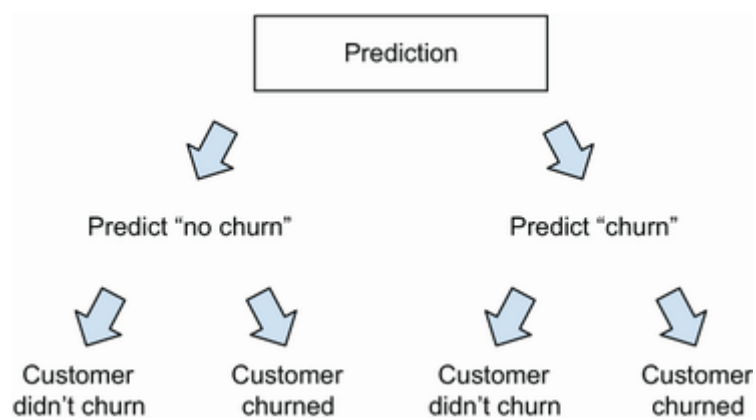 Prediction
Predict “no churn”
Predict “churn”
Customer
didn’t churn
Customer
churned
Customer
didn’t churn
Customer
churned